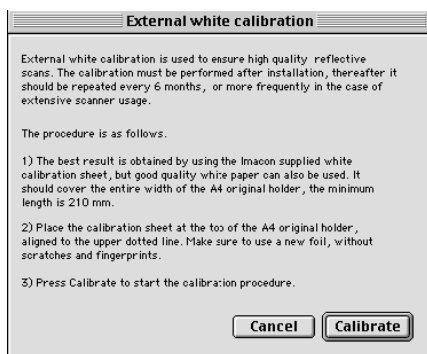 External white calibration
External white calibration is used to ensure high quality reflective
scans. The calibration must be performed after installation, thereafter it
should be repeated every 6 months, or more frequently in the case of
extensive scanner usage.
The procedure is as follows.
1) The best result is obtained by using the Imacon supplied white
calibration sheet, but good quality white paper can also be used. It
should cover the entire width of the A4 original holder, the minimum
length is 210 mm.
2) Place the calibration sheet at the top of the A4 original holder,
aligned to the upper dotted line. Make sure to use a new foil, without
scratches and fingerprints.
3) Press Calibrate to start the calibration procedure.
Cancel Calibrate